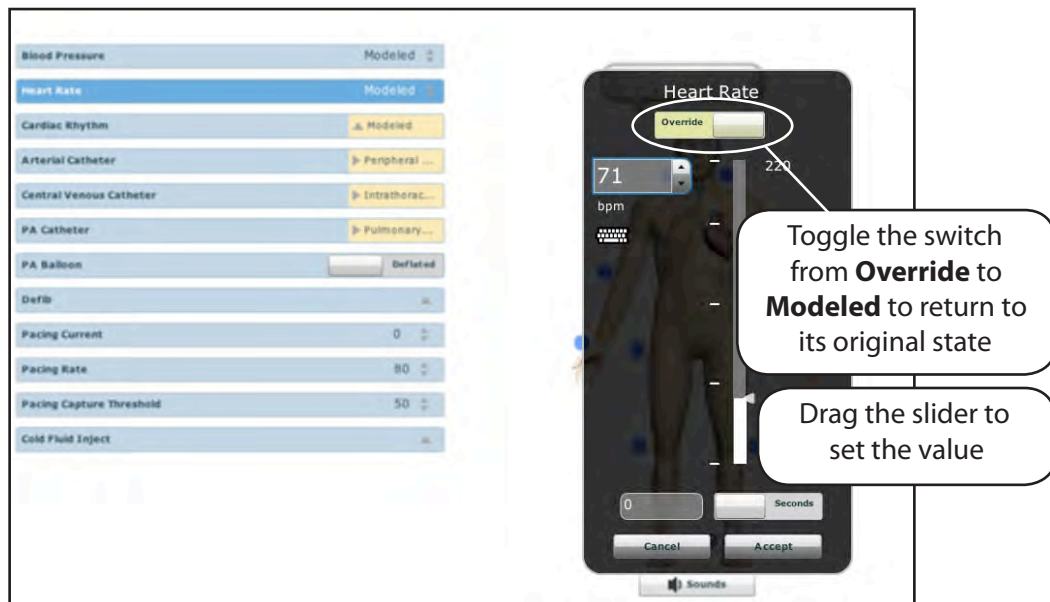 Blood Pressure Modeled
Heart Rate Modeled
Cardiac Rhythm Modeled
Arterial Catheter Peripheral ...
Central Venous Catheter Intrathorac...
PA Catheter Pulmonary...
PA Balloon Deflated
Defib
Pacing Current 0
Pacing Rate 80
Pacing Capture Threshold 50
Cold Fluid Inject
Heart Rate
Override
71
220
bpm
Toggle the switch
from Override to
Modeled to return to
its original state
Drag the slider to
set the value
0 Seconds
Cancel Accept
Sounds